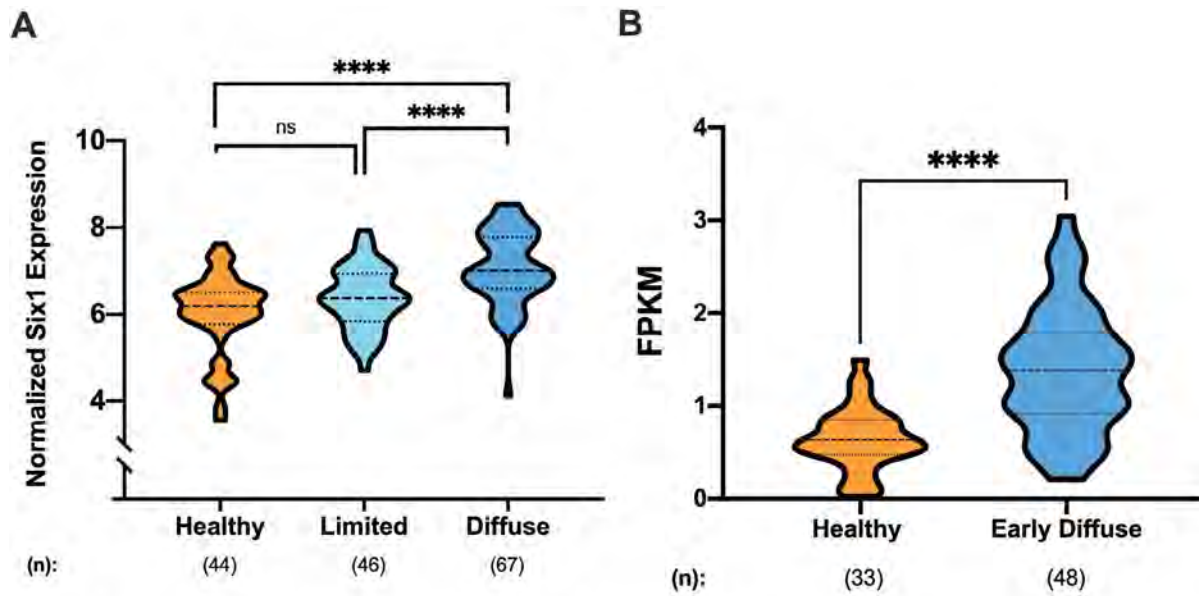 A
****
ns
****
Normalized Six1 Expression
10
8
6
4
Healthy Limited Diffuse
(n): (44) (46) (67)
B
****
FPKM
4
3
2
1
0
Healthy Early Diffuse
(n): (33) (48)